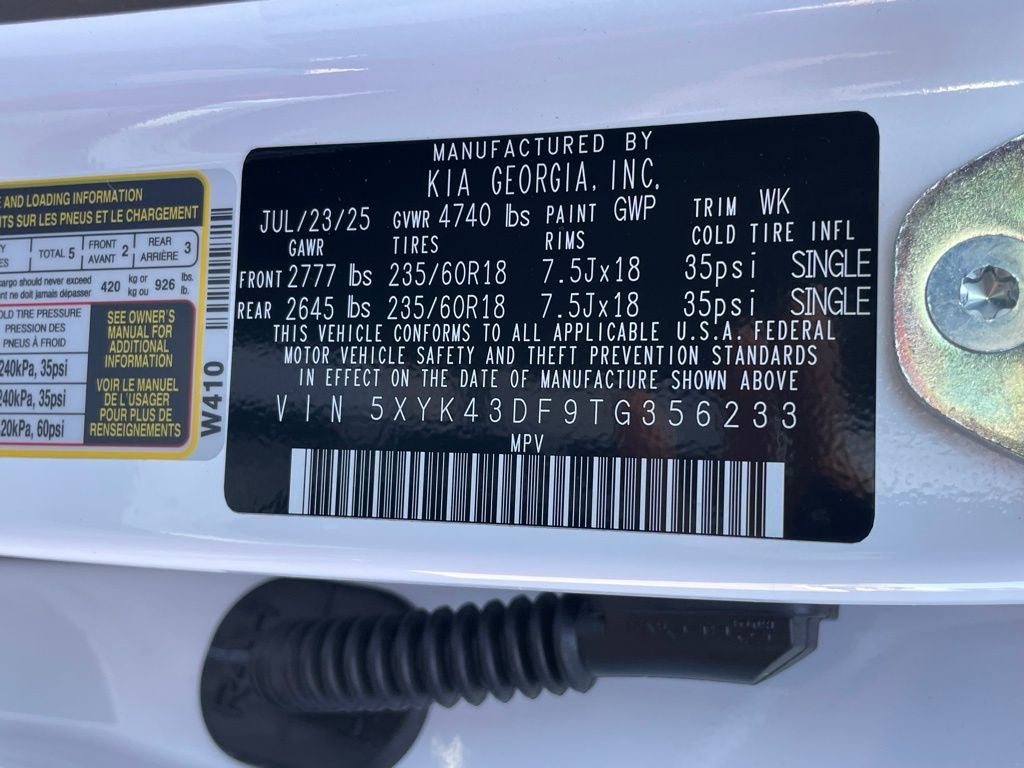 MANUFACTURED BY
KIA GEORGIA, INC.
JUL/23/25 GVWR 4740 lbs PAINT GWP TRIM WK
GAWR TIRES RIMS COLD TIRE INFL
FRONT 2777 lbs 235/60R18 7.5Jx18 35psi SINGLE
REAR 2645 lbs 235/60R18 7.5Jx18 35psi SINGLE
THIS VEHICLE CONFORMS TO ALL APPLICABLE U.S.A. FEDERAL
MOTOR VEHICLE SAFETY AND THEFT PREVENTION STANDARDS
IN EFFECT ON THE DATE OF MANUFACTURE SHOWN ABOVE
VIN 5XYK43DF9TG356233
MPV
AND LOADING INFORMATION
SUR LES PNEUS ET LE CHARGEMENT
TOTAL 5 FRONT AVANT 2 REAR ARRIÈRE 3
cargo should never exceed
ne doit jamais dépasser 420 kg or kg ou 926 lbs. lb.
COLD TIRE PRESSURE
PRESSION DES
PNEUS À FROID
240kPa, 35psi
240kPa, 35psi
20kPa, 60psi
SEE OWNER'S
MANUAL FOR
ADDITIONAL
INFORMATION
VOIR LE MANUEL
DE L'USAGER
POUR PLUS DE
RENSEIGNEMENTS
W410